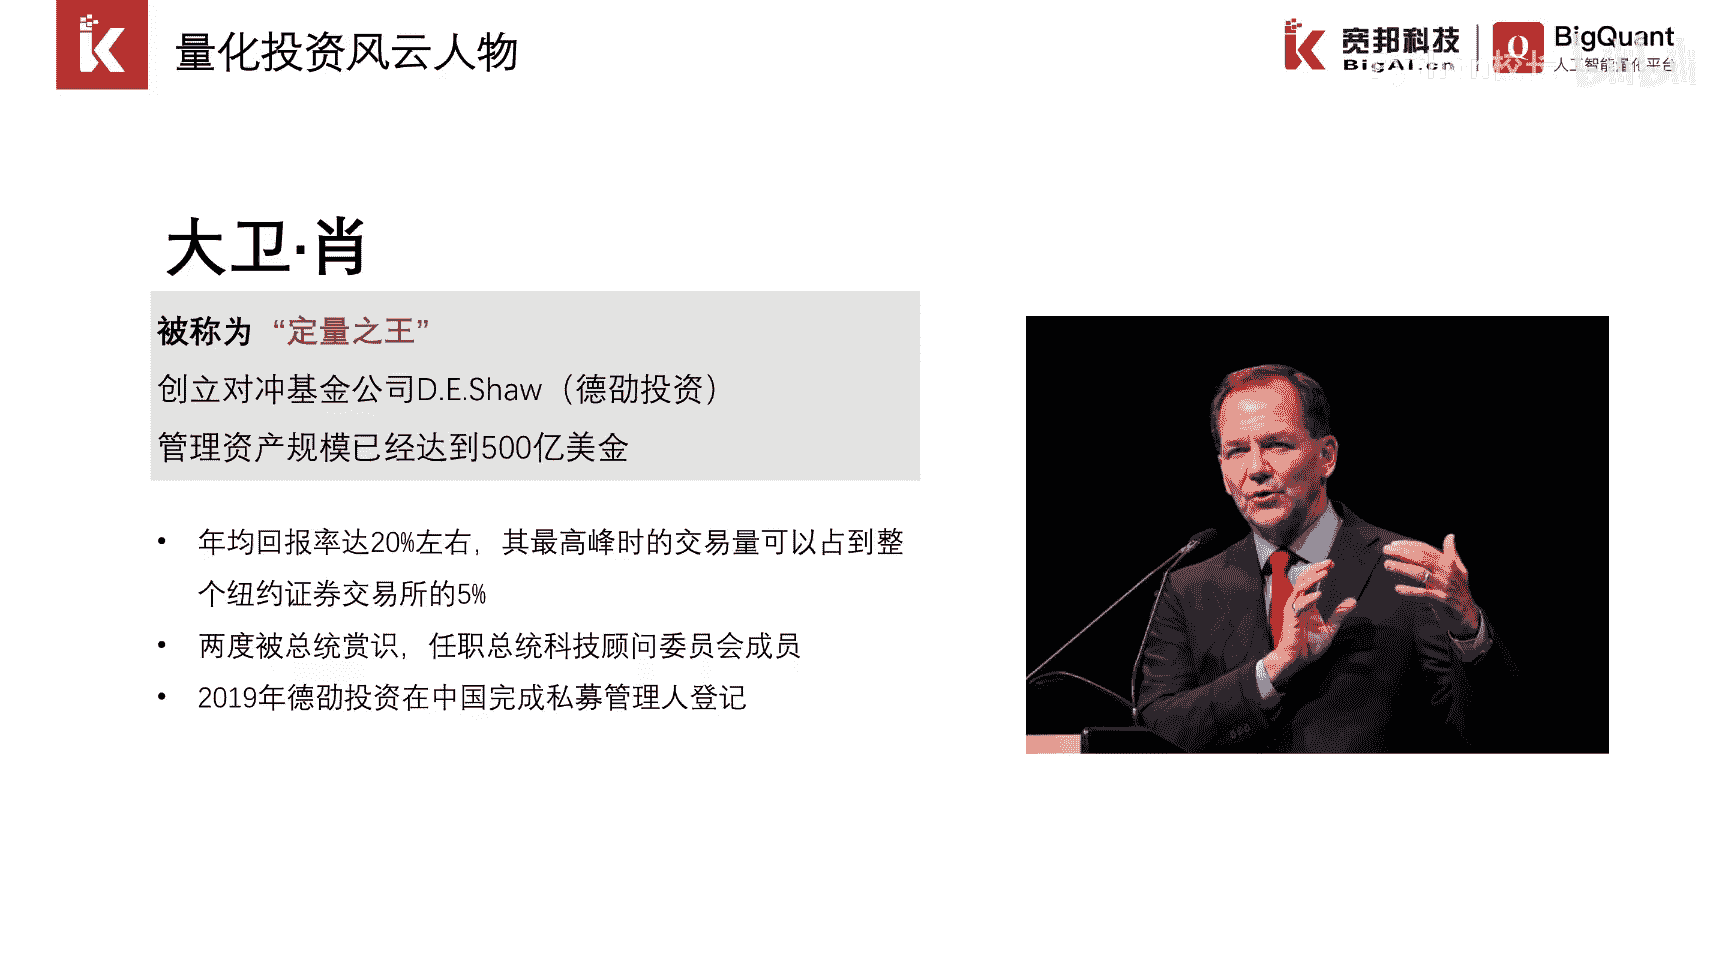 量化投资风云人物
宽邦科技
BigAI.cn
BigQuant
人工智能量化平台
大卫·肖
被称为“定量之王”
创立对冲基金公司D.E.Shaw（德劭投资）
管理资产规模已经达到500亿美金
• 年均回报率达20%左右，其最高峰时的交易量可以占到整
个纽约证券交易所的5%
• 两度被总统赏识，任职总统科技顾问委员会成员
• 2019年德劭投资在中国完成私募管理人登记